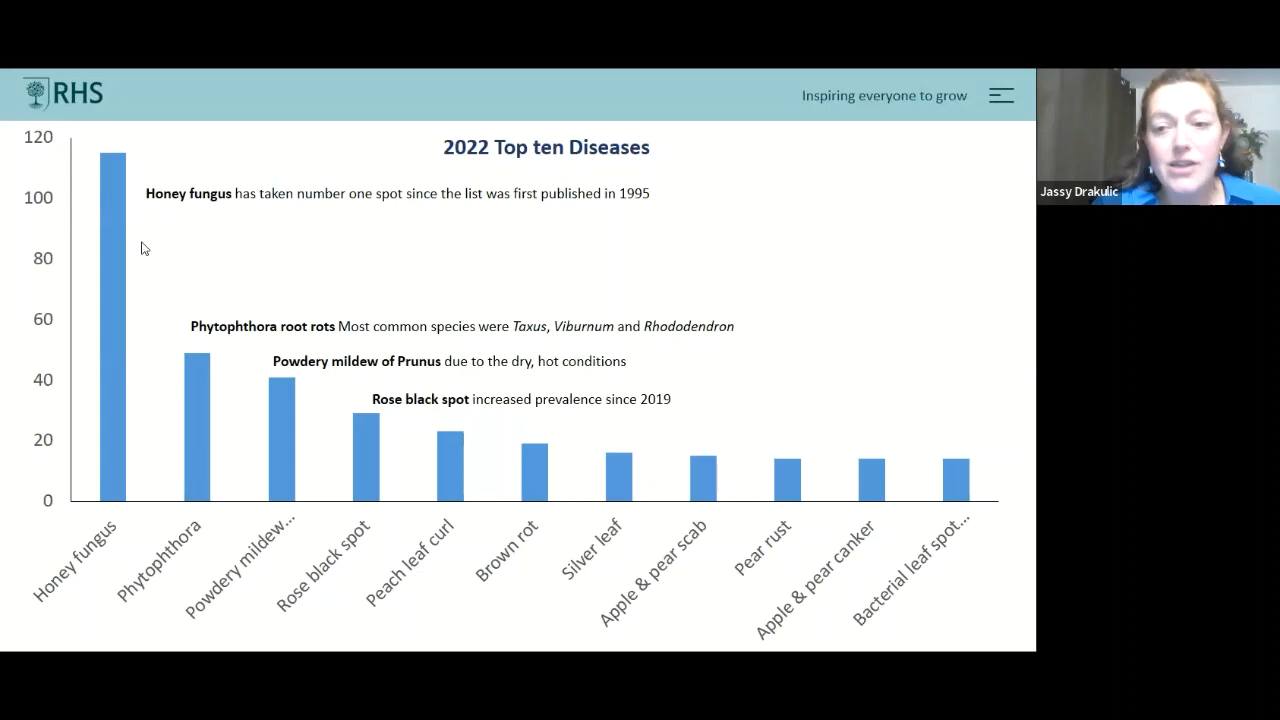 RHS
Inspiring everyone to grow
2022 Top ten Diseases
120
100
80
60
40
20
0
Honey fungus has taken number one spot since the list was first published in 1995
Phytophthora root rots Most common species were Taxus, Viburnum and Rhododendron
Powdery mildew of Prunus due to the dry, hot conditions
Rose black spot increased prevalence since 2019
Honey fungus
Phytophthora
Powdery mildew...
Rose black spot
Peach leaf curl
Brown rot
Silver leaf
Apple & pear scab
Pear rust
Apple & pear canker
Bacterial leaf spot...
Jassy Drakulic